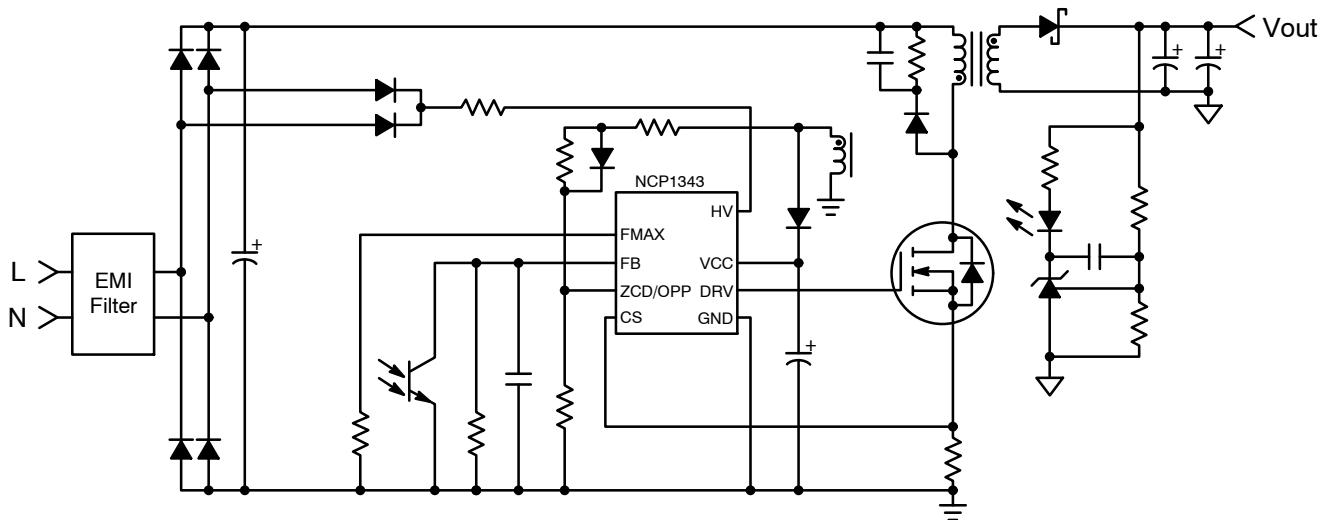 Vout
NCP1343
HV
FMAX
L
EMI
Filter
FB
VCC
ZCD/OPP
DRV
N
CS
GND
+
+
+
+